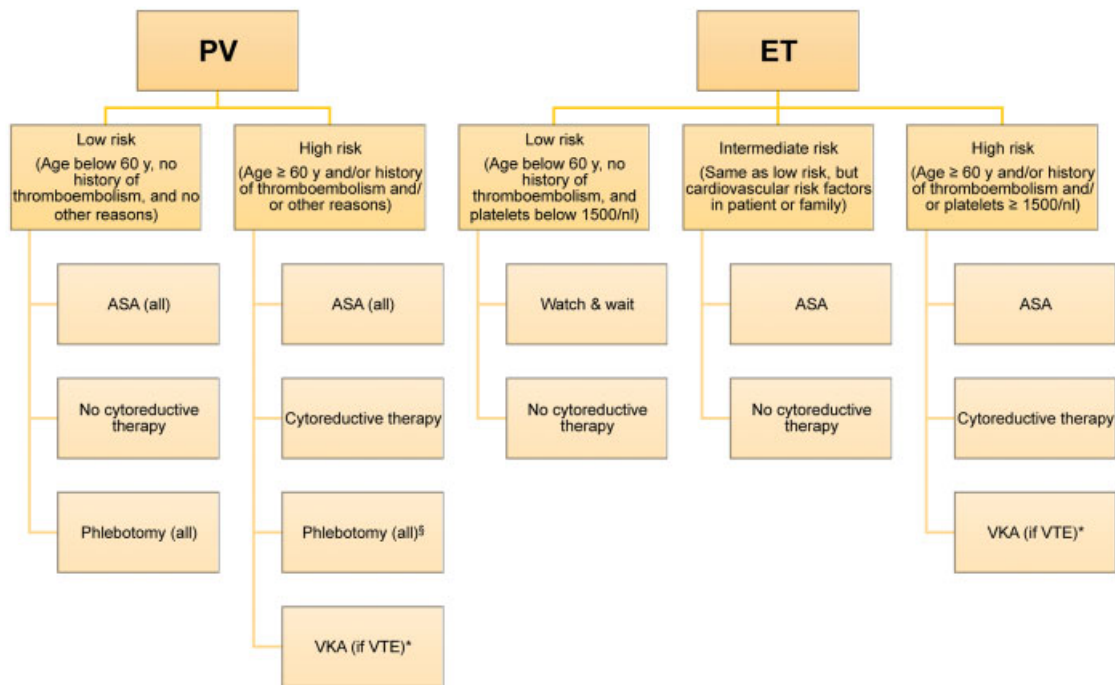 PV
ET
Low risk
(Age below 60 y, no
history of
thromboembolism, and no
other reasons)
High risk
(Age ≥ 60 y and/or history
of thromboembolism and/
or other reasons)
Low risk
(Age below 60 y, no
history of
thromboembolism, and
platelets below 1500/nl)
Intermediate risk
(Same as low risk, but
cardiovascular risk factors
in patient or family)
High risk
(Age ≥ 60 y and/or history
of thromboembolism and/
or platelets ≥ 1500/nl)
ASA (all)
ASA (all)
Watch & wait
ASA
ASA
No cytoreductive
therapy
Cytoreductive therapy
No cytoreductive
therapy
No cytoreductive
therapy
Cytoreductive therapy
Phlebotomy (all)
Phlebotomy (all)§
VKA (if VTE)*
VKA (if VTE)*